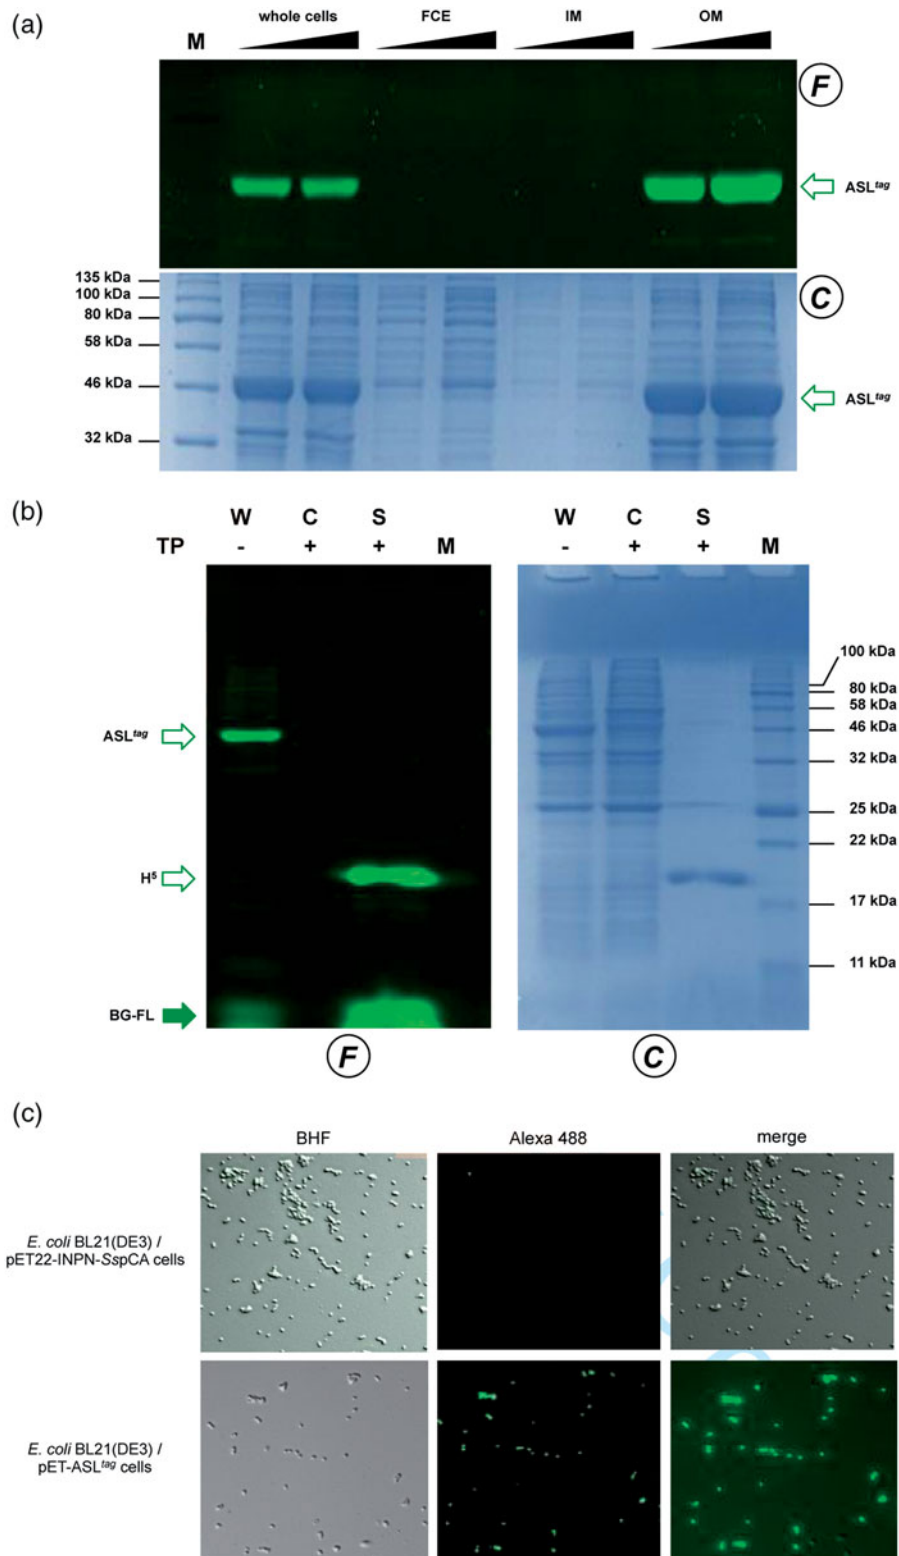 (a)
whole cells FCE IM OM
M
F
ASLtag
135 kDa
100 kDa
80 kDa
58 kDa
46 kDa
32 kDa
C
ASLtag
(b)
W C S
TP - + + M
W C S
- + + M
ASLtag
H5
BG-FL
100 kDa
80 kDa
58 kDa
46 kDa
32 kDa
25 kDa
22 kDa
17 kDa
11 kDa
F
C
(c)
BHF Alexa 488 merge
E. coli BL21(DE3) /
pET22-INPN-SspCA cells
E. coli BL21(DE3) /
pET-ASLtag cells